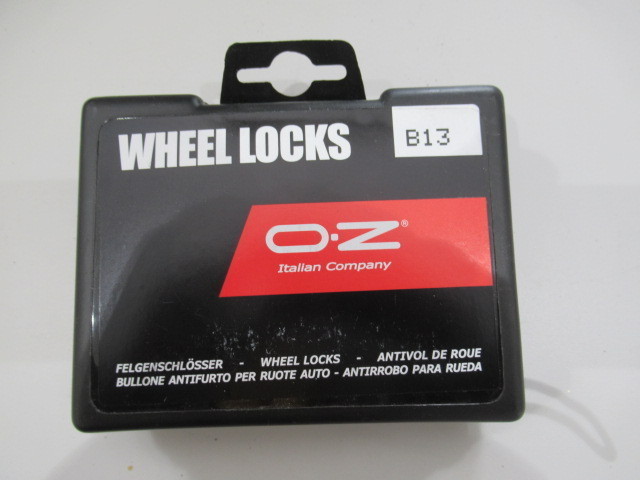 WHEEL LOCKS
B13
O·Z®
Italian Company
FELGENSCHLÖSSER - WHEEL LOCKS - ANTIVOL DE ROUE
BULLONE ANTIFURTO PER RUOTE AUTO - ANTIRROBO PARA RUEDA